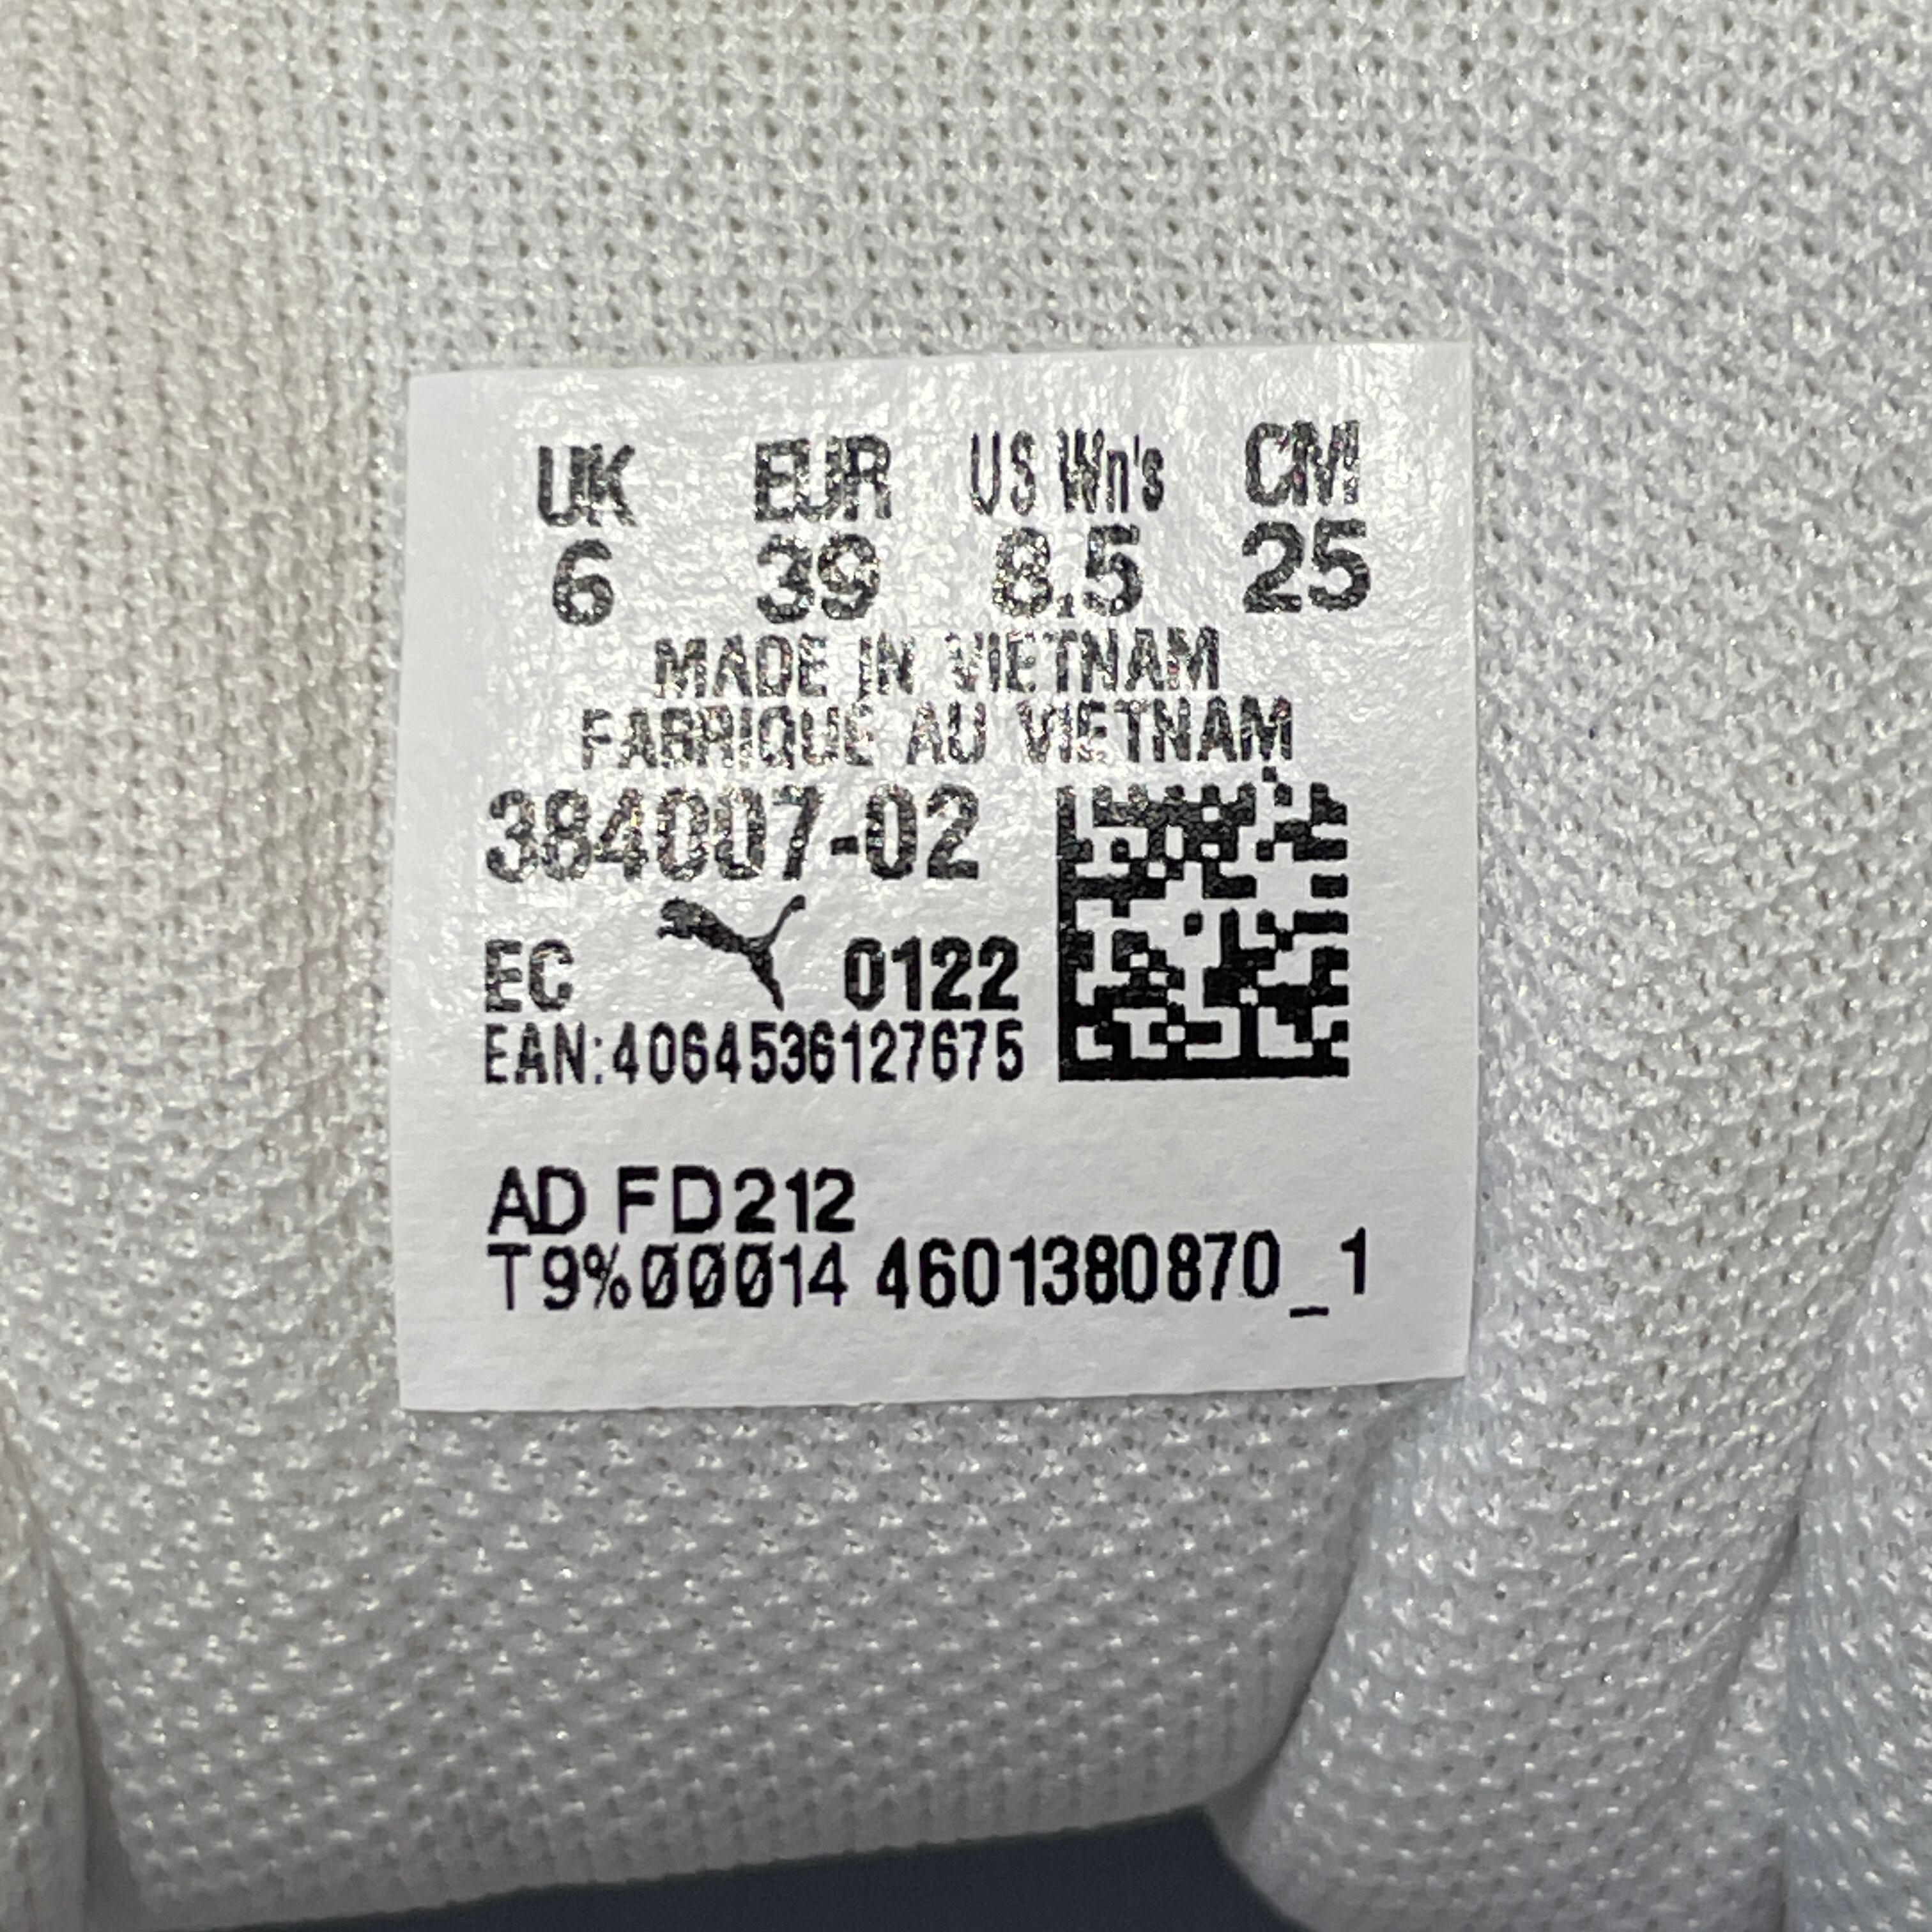 UK EUR US Wn's CM
6 39 8.5 25
MADE IN VIETNAM
FABRIQUE AU VIETNAM
384007-02
EC 0122
EAN:4064536127675
AD FD212
T9%00014 4601380870_1